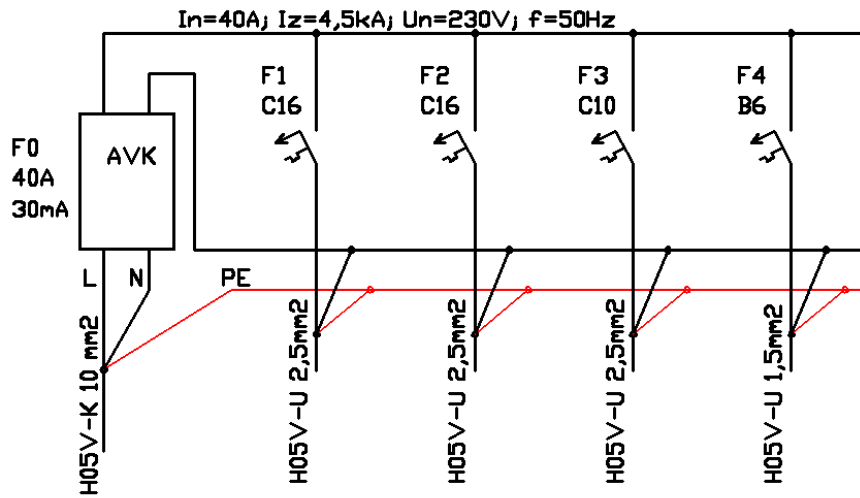 In=40A; Iz=4,5kA; Un=230V; f=50Hz
F1
C16
F2
C16
F3
C10
F4
B6
F0
40A
30mA
AVK
L
N
PE
H05V-K 10 mm2
H05V-U 2,5mm2
H05V-U 2,5mm2
H05V-U 2,5mm2
H05V-U 1,5mm2